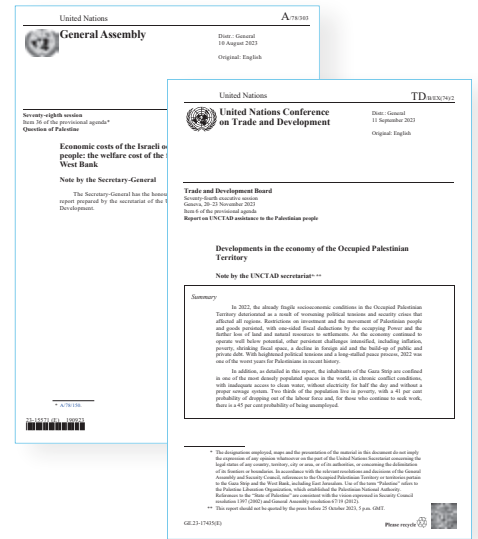 United Nations
A/78/303
General Assembly
Distr.: General
10 August 2023
Original: English
Seventy-eighth session
Item 36 of the provisional agenda*
Question of Palestine
Economic costs of the Israeli o
people: the welfare cost of the
West Bank
Note by the Secretary-General
The Secretary-General has the honou
report prepared by the secretariat of the
Development.
* A/78/150.
23-15571 (E) 190923
United Nations
TD/B/EX(74)/2
United Nations Conference
on Trade and Development
Distr.: General
11 September 2023
Original: English
Trade and Development Board
Seventy-fourth executive session
Geneva, 20–23 November 2023
Item 6 of the provisional agenda
Report on UNCTAD assistance to the Palestinian people
Developments in the economy of the Occupied Palestinian
Territory
Note by the UNCTAD secretariat* **
Summary
In 2022, the already fragile socioeconomic conditions in the Occupied Palestinian
Territory deteriorated as a result of worsening political tensions and security crises that
affected all regions. Restrictions on investment and the movement of Palestinian people
and goods persisted, with one-sided fiscal deductions by the occupying Power and the
further loss of land and natural resources to settlements. As the economy continued to
operate well below potential, other persistent challenges intensified, including inflation,
poverty, shrinking fiscal space, a decline in foreign aid and the build-up of public and
private debt. With heightened political tensions and a long-stalled peace process, 2022 was
one of the worst years for Palestinians in recent history.
In addition, as detailed in this report, the inhabitants of the Gaza Strip are confined
in one of the most densely populated spaces in the world, in chronic conflict conditions,
with inadequate access to clean water, without electricity for half the day and without a
proper sewage system. Two thirds of the population live in poverty, with a 41 per cent
probability of dropping out of the labour force and, for those who continue to seek work,
there is a 45 per cent probability of being unemployed.
* The designations employed, maps and the presentation of the material in this document do not imply
the expression of any opinion whatsoever on the part of the United Nations Secretariat concerning the
legal status of any country, territory, city or area, or of its authorities, or concerning the delimitation
of its frontiers or boundaries. In accordance with the relevant resolutions and decisions of the General
Assembly and Security Council, references to the Occupied Palestinian Territory or territories pertain
to the Gaza Strip and the West Bank, including East Jerusalem. Use of the term “Palestine” refers to
the Palestine Liberation Organization, which established the Palestinian National Authority.
References to the “State of Palestine” are consistent with the vision expressed in Security Council
resolution 1397 (2002) and General Assembly resolution 67/19 (2012).
** This report should not be quoted by the press before 25 October 2023, 5 p.m. GMT.
GE.23-17435(E)
Please recycle